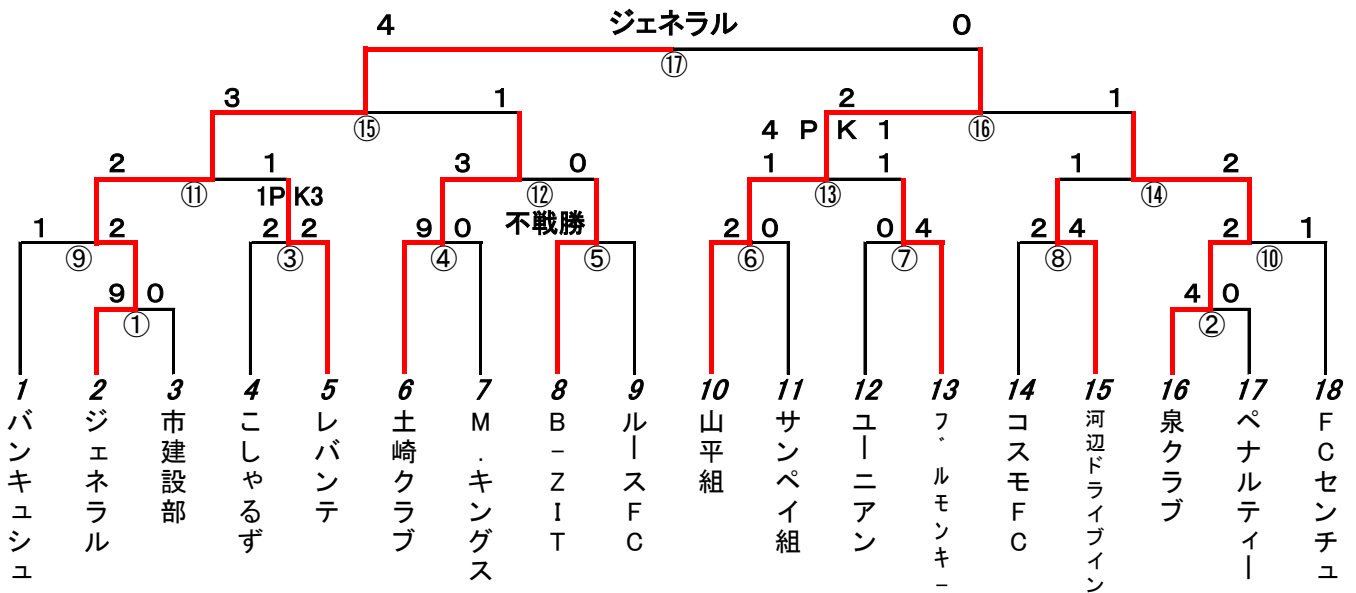 4 ジェネラル 0
⑰
3 1 2 1
⑮ 4 PK 1 ⑯
2 1 3 0 1 1 1 2
⑪ 1PK3 ⑫ ⑬ ⑭
1 2 2 2 9 0 不戦勝 2 0 0 4 2 4 2 1
⑨ ③ ④ ⑤ ⑥ ⑦ ⑧ ⑩
9 0 4 0
① ②
1 バンキュシュ
2 ジェネラル
3 市建設部
4 こしゃるず
5 レバンテ
6 土崎クラブ
7 M.キングス
8 B-ZIT
9 ルースFC
10 山平組
11 サンペイ組
12 ユーニアン
13 ブルモンキー
14 コスモFC
15 河辺ドライブイン
16 泉クラブ
17 ペナルティー
18 FCセンチュ